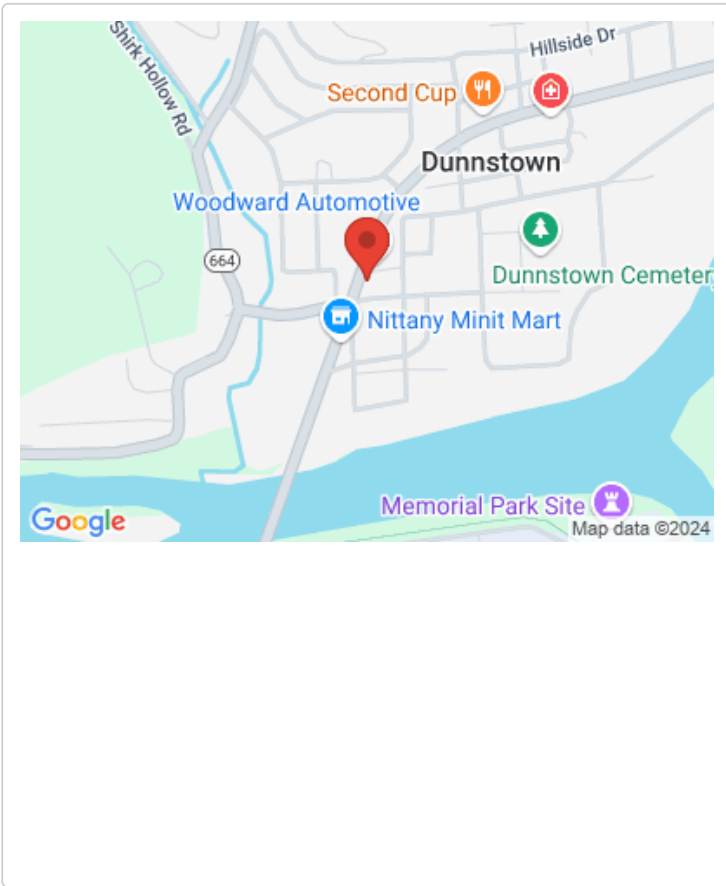 Shirk Hollow Rd
Hillside Dr
Second Cup
Dunnstown
Woodward Automotive
664
Dunnstown Cemeter
Nittany Minit Mart
Memorial Park Site
Google
Map data ©2024